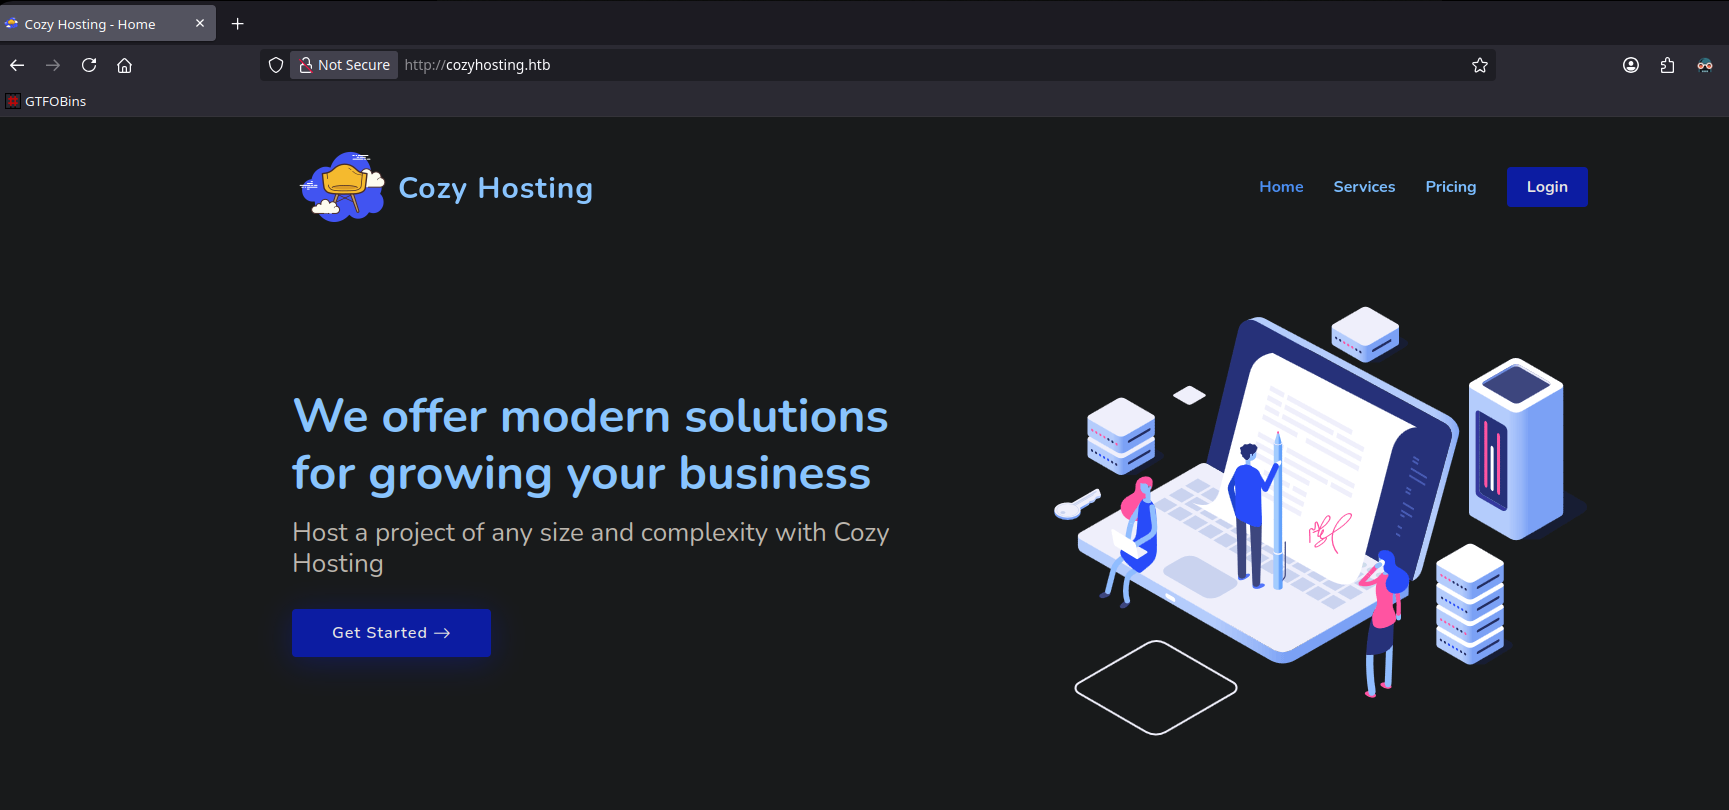 Cozy Hosting - Home
Not Secure http://cozyhosting.htb
GTFOBins
Cozy Hosting
Home Services Pricing Login
We offer modern solutions
for growing your business
Host a project of any size and complexity with Cozy
Hosting
Get Started →